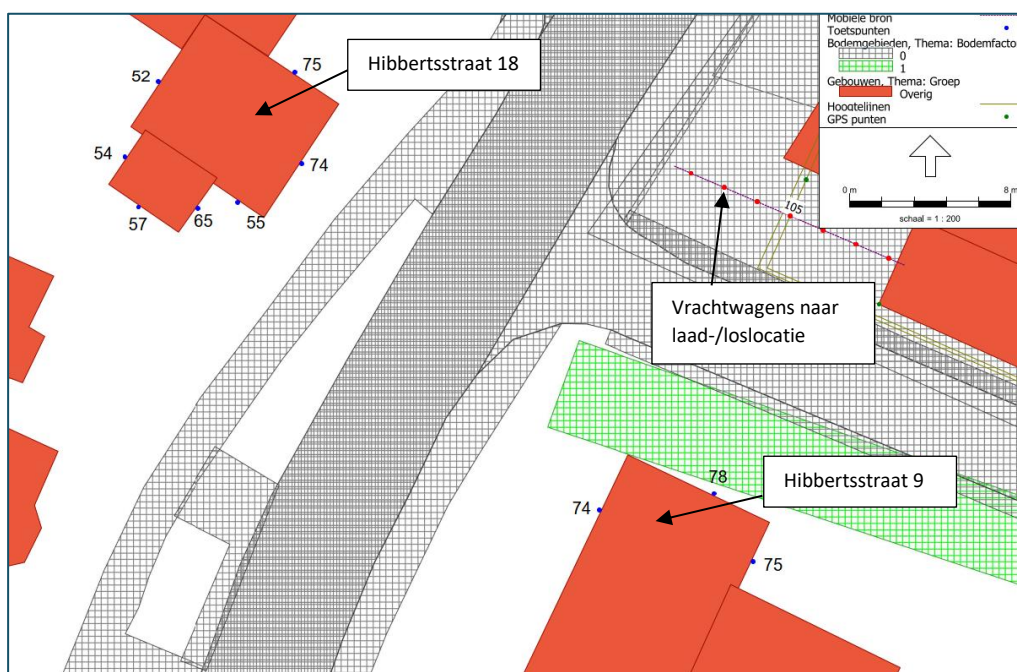 Mobiele bron
Toetspunten
Bodemgebieden, Thema: Bodemfacto
0
1
Gebouwen, Thema: Groep
Overig
Hoogtelijnen
GPS punten
0 m
8 m
schaal = 1 : 200
Hibbertsstraat 18
75
52
54
74
57
65
55
105
Vrachtwagens naar
laad-/loslocatie
Hibbertsstraat 9
78
74
75